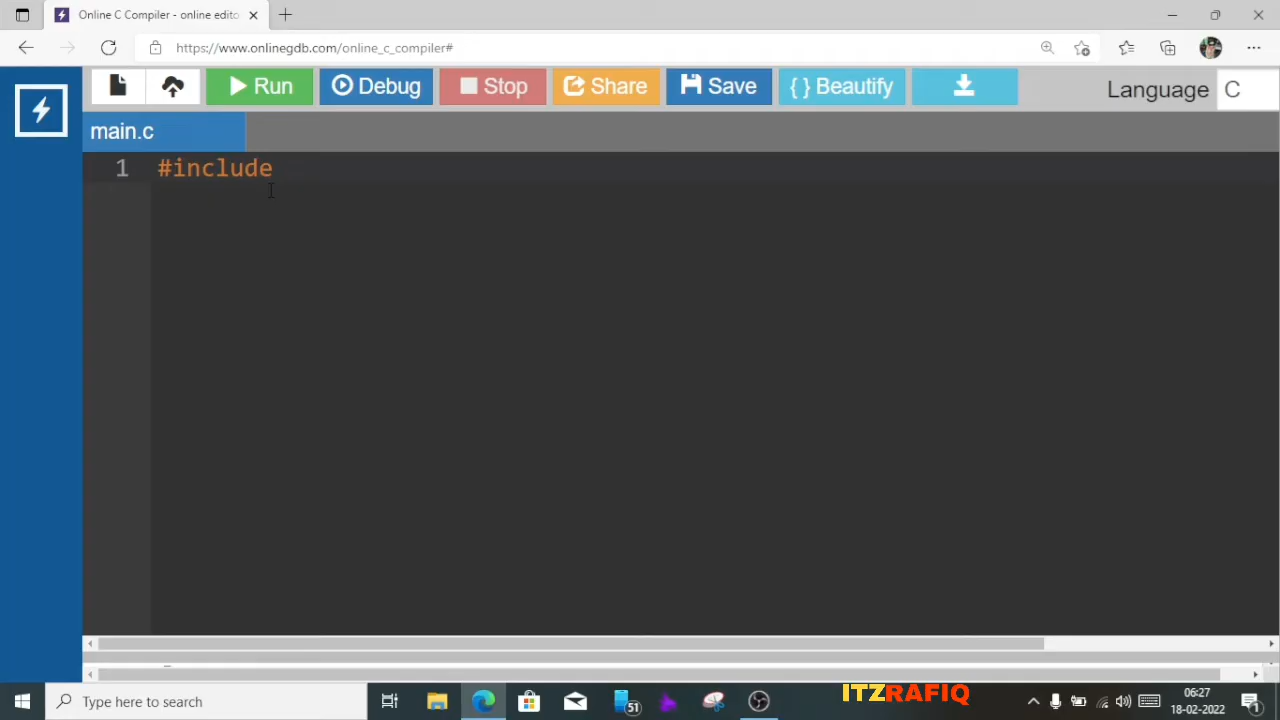 Online C Compiler - online edito
https://www.onlinegdb.com/online_c_compiler#
Run Debug Stop Share Save { } Beautify Language C
main.c
1 #include
Type here to search
51
ITZRAFIQ
06:27
18-02-2022
1